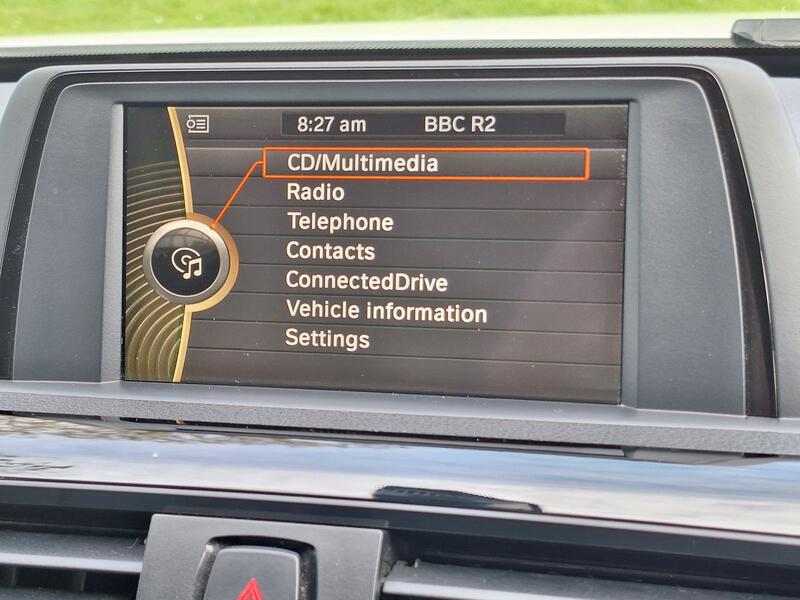 8:27 am BBC R2
CD/Multimedia
Radio
Telephone
Contacts
ConnectedDrive
Vehicle information
Settings